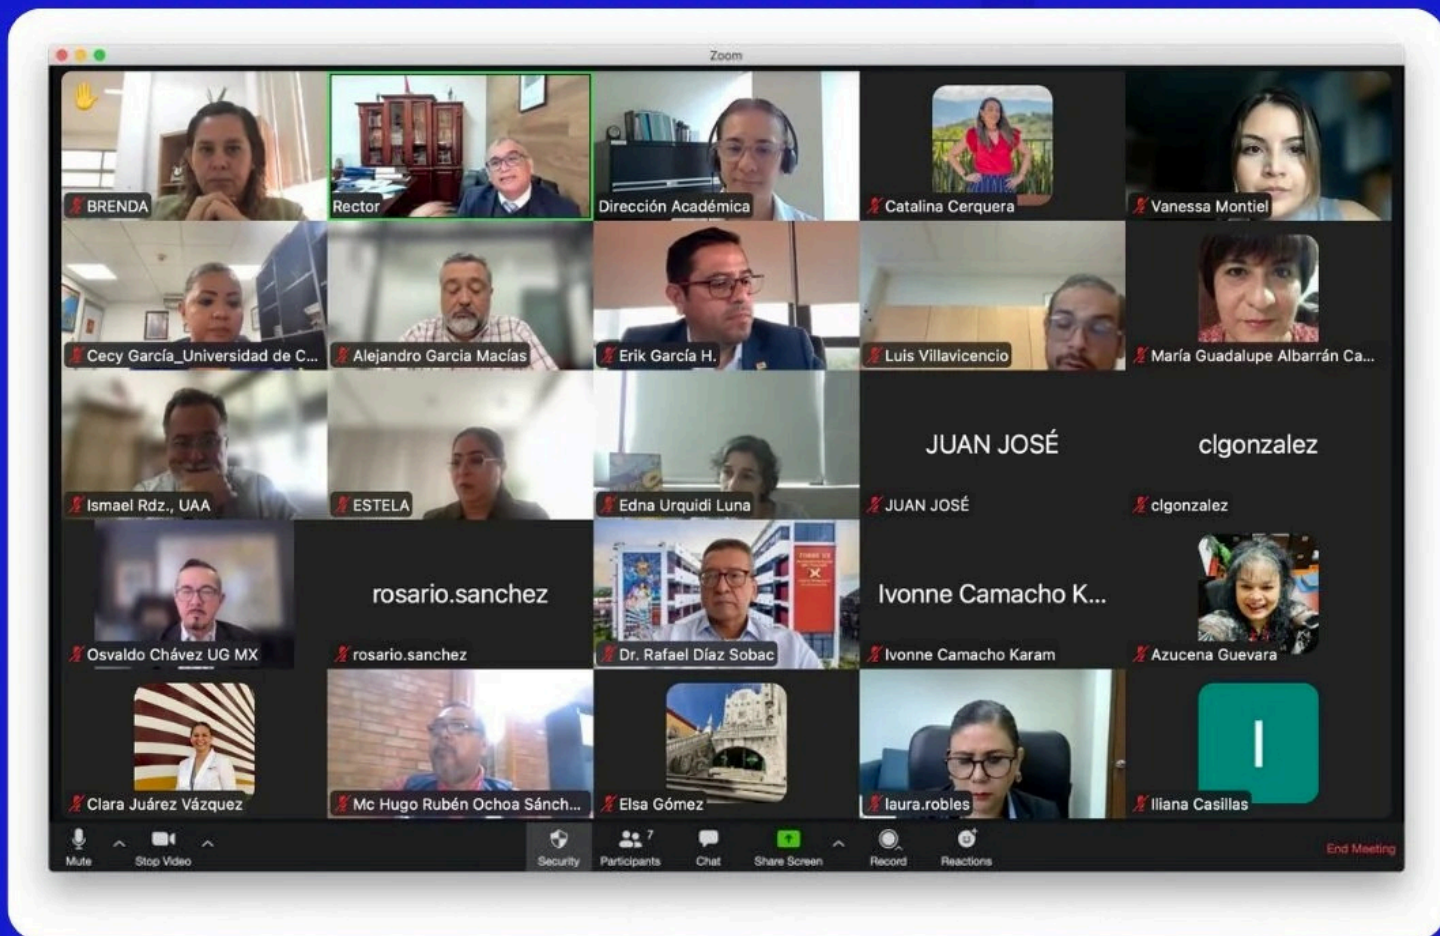 Zoom
BRENDA
Rector
Dirección Académica
Catalina Cerquera
Vanessa Montiel
Cecy García_Universidad de C...
Alejandro Garcia Macías
Erik García H.
Luis Villavicencio
María Guadalupe Albarrán Ca...
Ismael Rdz., UAA
ESTELA
Edna Urquidi Luna
JUAN JOSÉ
JUAN JOSÉ
clgonzalez
clgonzalez
Osvaldo Chávez UG MX
rosario.sanchez
rosario.sanchez
Dr. Rafael Díaz Sobac
Ivonne Camacho K...
Ivonne Camacho Karam
Azucena Guevara
Clara Juárez Vázquez
Mc Hugo Rubén Ochoa Sánch...
Elsa Gómez
laura.robles
I
Iliana Casillas
Mute
Stop Video
Security
Participants
7
Chat
Share Screen
Record
Reactions
End Meeting